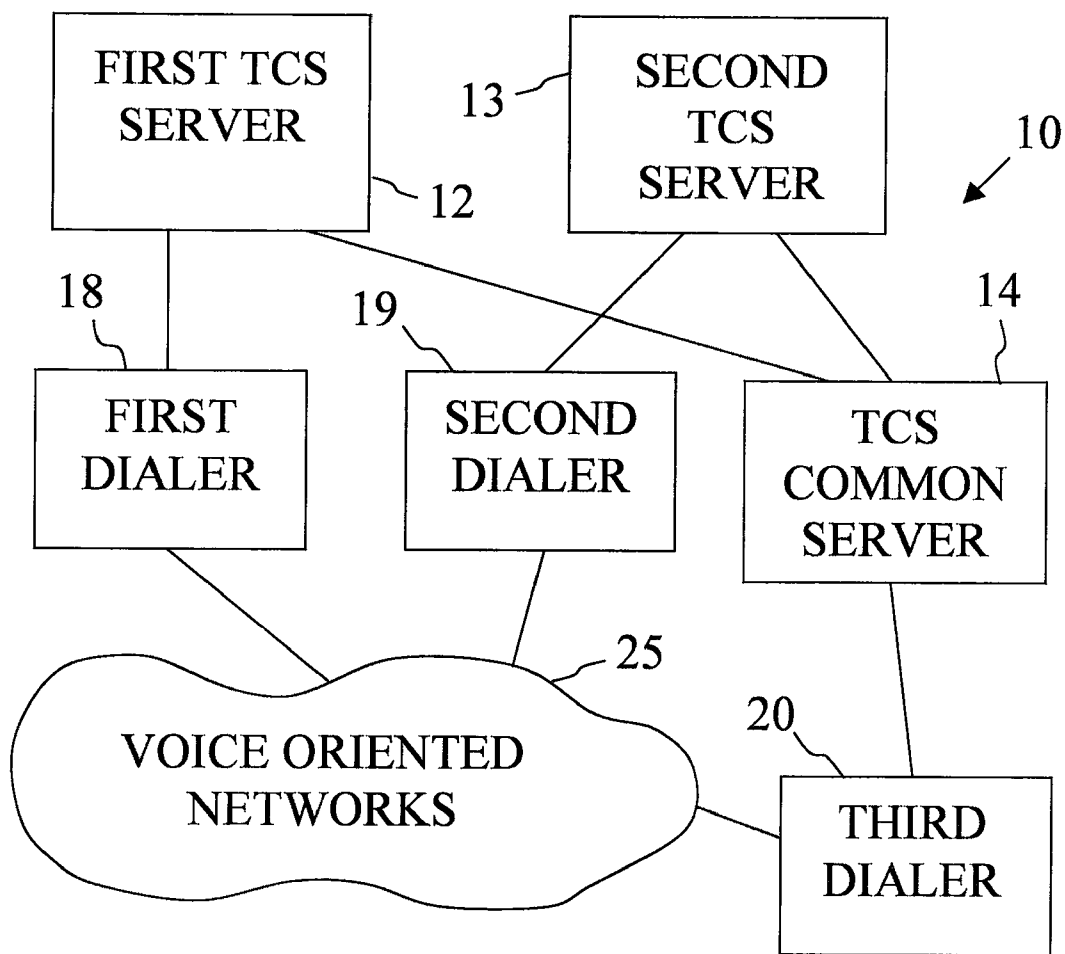 FIRST TCS
SERVER
12
13
SECOND
TCS
SERVER
10
18
FIRST
DIALER
19
SECOND
DIALER
14
TCS
COMMON
SERVER
25
VOICE ORIENTED
NETWORKS
20
THIRD
DIALER